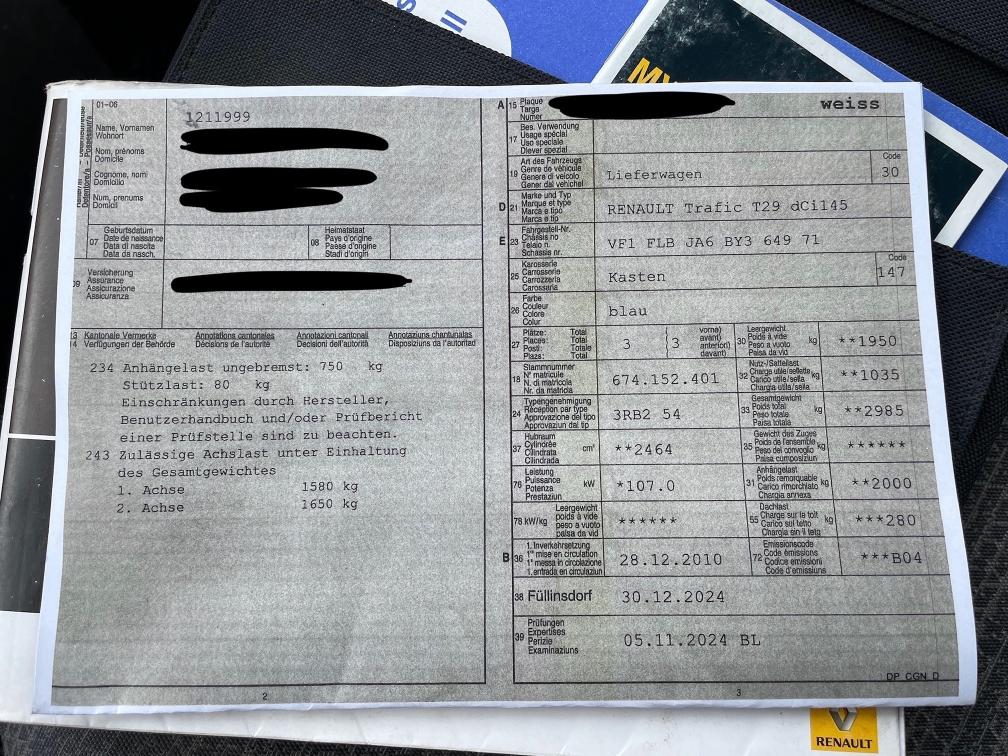 MY
01-06
1211999
Name, Vornamen
Wohnort
Nom, prénoms
Domicile
Cognome, nomi
Domicilio
Num, prenums
Domicil
07 Geburtsdatum
Date de naissance
Data di nascita
Data da nasch.
08 Heimatstaat
Pays d'origine
Paese d'origine
Stadi d'origin
09 Versicherung
Assurance
Assicurazione
Assicuranza
Kantonale Vermerke Annotations cantonales Annotazioni cantonali Annotaziuns chantunalas
14 Verfügungen der Behörde Décisions de l'autorité Decisioni dell'autorità Disposiziuns da l'autoritad
234 Anhängelast ungebremst: 750 kg
Stützlast: 80 kg
Einschränkungen durch Hersteller,
Benutzerhandbuch und/oder Prüfbericht
einer Prüfstelle sind zu beachten.
243 Zulässige Achslast unter Einhaltung
des Gesamtgewichtes
1. Achse 1580 kg
2. Achse 1650 kg
2
A 15 Plaque
Targa
Numer
weiss
17 Bes. Verwendung
Usage spécial
Uso speciale
Diever spezial
19 Art des Fahrzeugs
Genre de véhicule
Genere di veicolo
Gener dal vehichel
Lieferwagen
Code
30
D 21 Marke und Typ
Marque et type
Marca e tipo
Marca e tip
RENAULT Trafic T29 dCi145
E 23 Fahrgestell-Nr.
Châssis no
Telaio n.
Schassis nr.
VF1 FLB JA6 BY3 649 71
25 Karosserie
Carrosserie
Carrozzeria
Carossaria
Kasten
Code
147
26 Farbe
Couleur
Colore
Colur
blau
27 Plätze: Total
Places: Total
Posti: Totale
Plazs: Total
3 (3 vorne)
avant)
anteriori)
davant)
30 Leergewicht
Poids à vide
Peso a vuoto
Paisa da vid
kg
**1950
18 Stammnummer
N° matricule
N. di matricola
Nr. da matricla
674.152.401
32 Nutz-/Sattellast
Charge utile/sellette
Carico utile/sella
Chargia utila/sella
kg
**1035
24 Typengenehmigung
Réception par type
Approvazione del tipo
Approvaziun dal tip
3RB2 54
33 Gesamtgewicht
Poids total
Peso totale
Paisa totala
kg
**2985
37 Hubraum
Cylindrée
Cilindrata
Cilindrada
cm³
**2464
35 Gewicht des Zuges
Poids de l'ensemble
Peso del convoglio
Paisa cumposiziun
kg
******
76 Leistung
Puissance
Potenza
Prestaziun
kW
*107.0
31 Anhängelast
Poids remorquable
Carico rimorchiato
Chargia annexa
kg
**2000
78 kW/kg Leergewicht
poids à vide
peso a vuoto
paisa da vid
******
55 Dachlast
Charge sur le toit
Carico sul tetto
Chargia sin il tetg
kg
***280
B 36 1. Inverkehrsetzung
1re mise en circulation
1a messa in circolazione
1. entrada en circulaziun
28.12.2010
72 Emissionscode
Code émissions
Codice emissioni
Code d'emissiuns
***B04
38 Füllinsdorf 30.12.2024
39 Prüfungen
Expertises
Perizie
Examinaziuns
05.11.2024 BL
DP CGN D
3
RENAULT